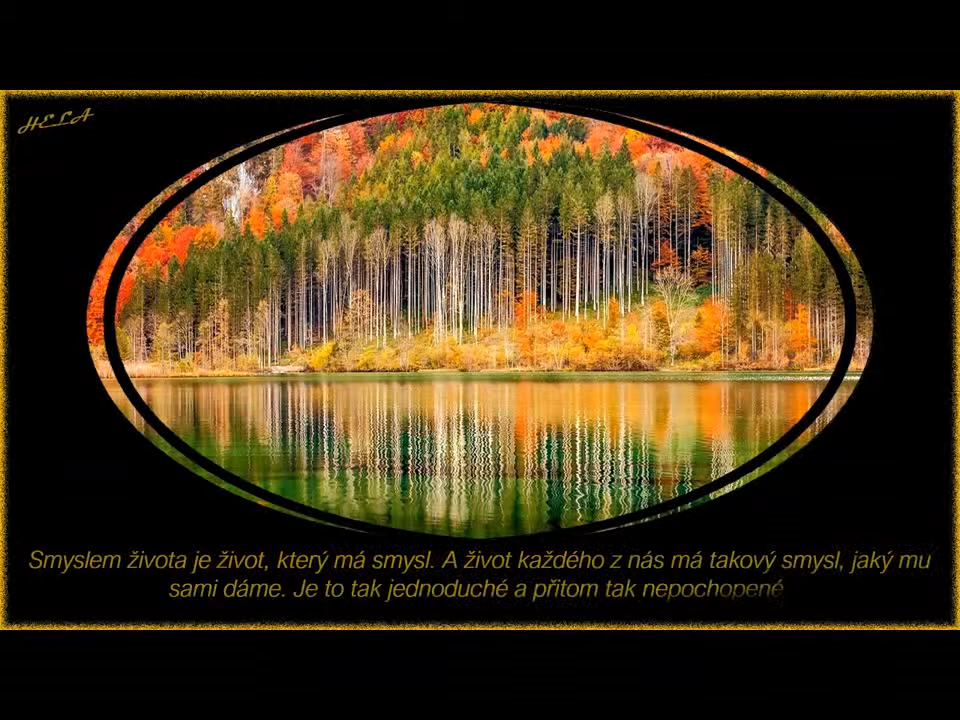 HELA
Smyslem života je život, který má smysl. A život každého z nás má takový smysl, jaký mu
sami dáme. Je to tak jednoduché a přitom tak nepochopené